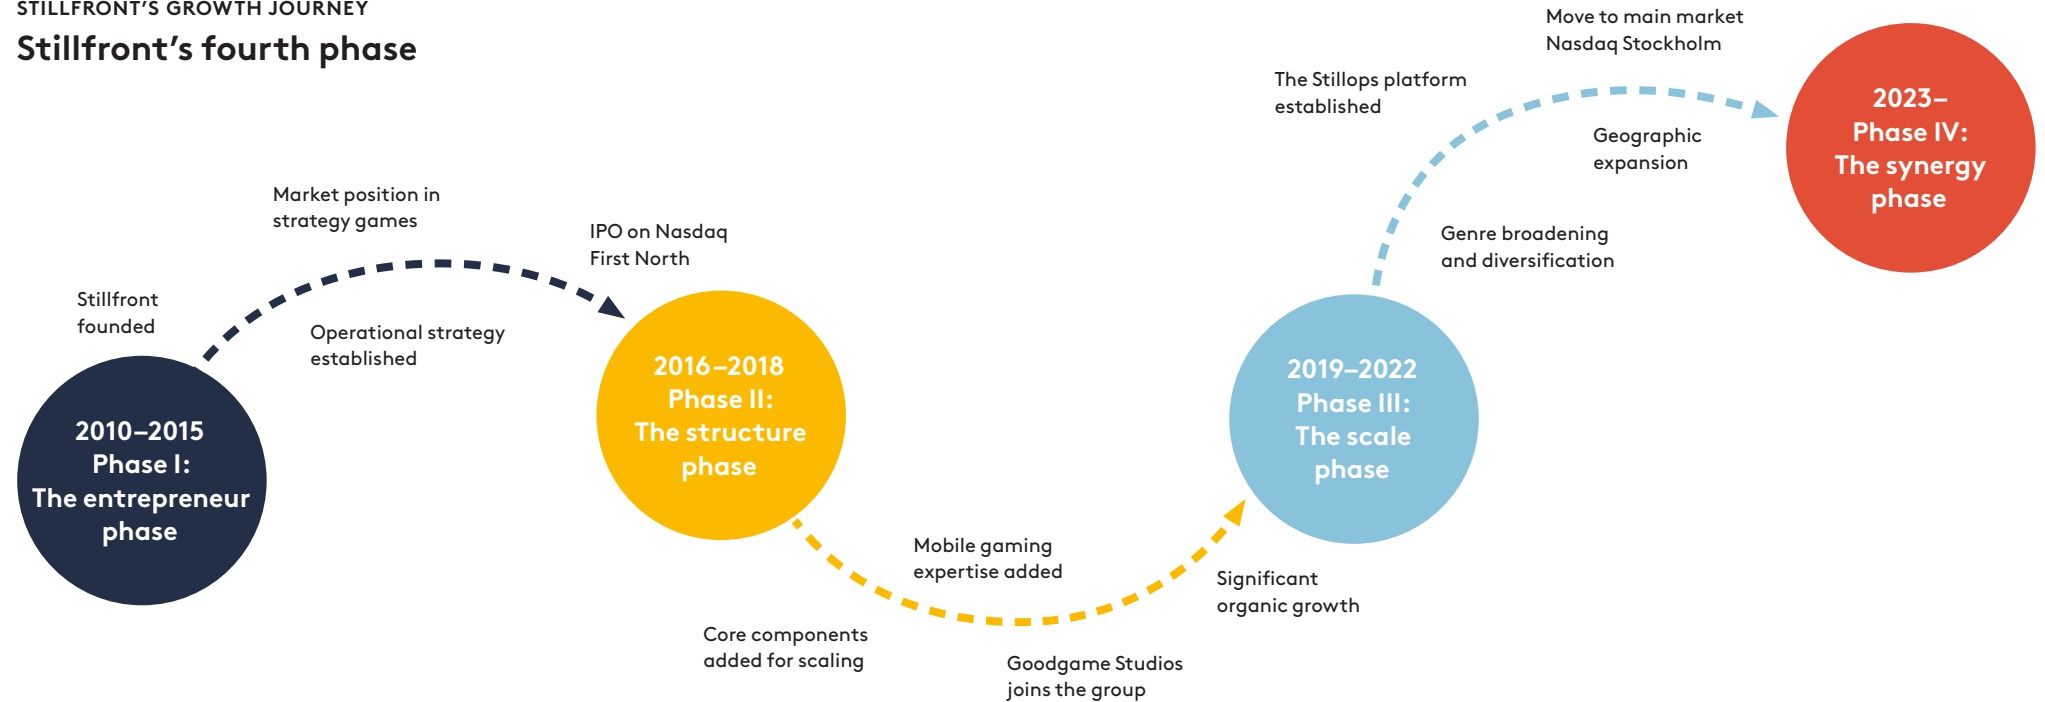 STILLFRONT'S GROWTH JOURNEY
Stillfront's fourth phase
Stillfront
founded
2010–2015
Phase I:
The entrepreneur
phase
Market position in
strategy games
Operational strategy
established
IPO on Nasdaq
First North
2016–2018
Phase II:
The structure
phase
Core components
added for scaling
Mobile gaming
expertise added
Goodgame Studios
joins the group
Significant
organic growth
2019–2022
Phase III:
The scale
phase
The Stillops platform
established
Genre broadening
and diversification
Geographic
expansion
Move to main market
Nasdaq Stockholm
2023–
Phase IV:
The synergy
phase